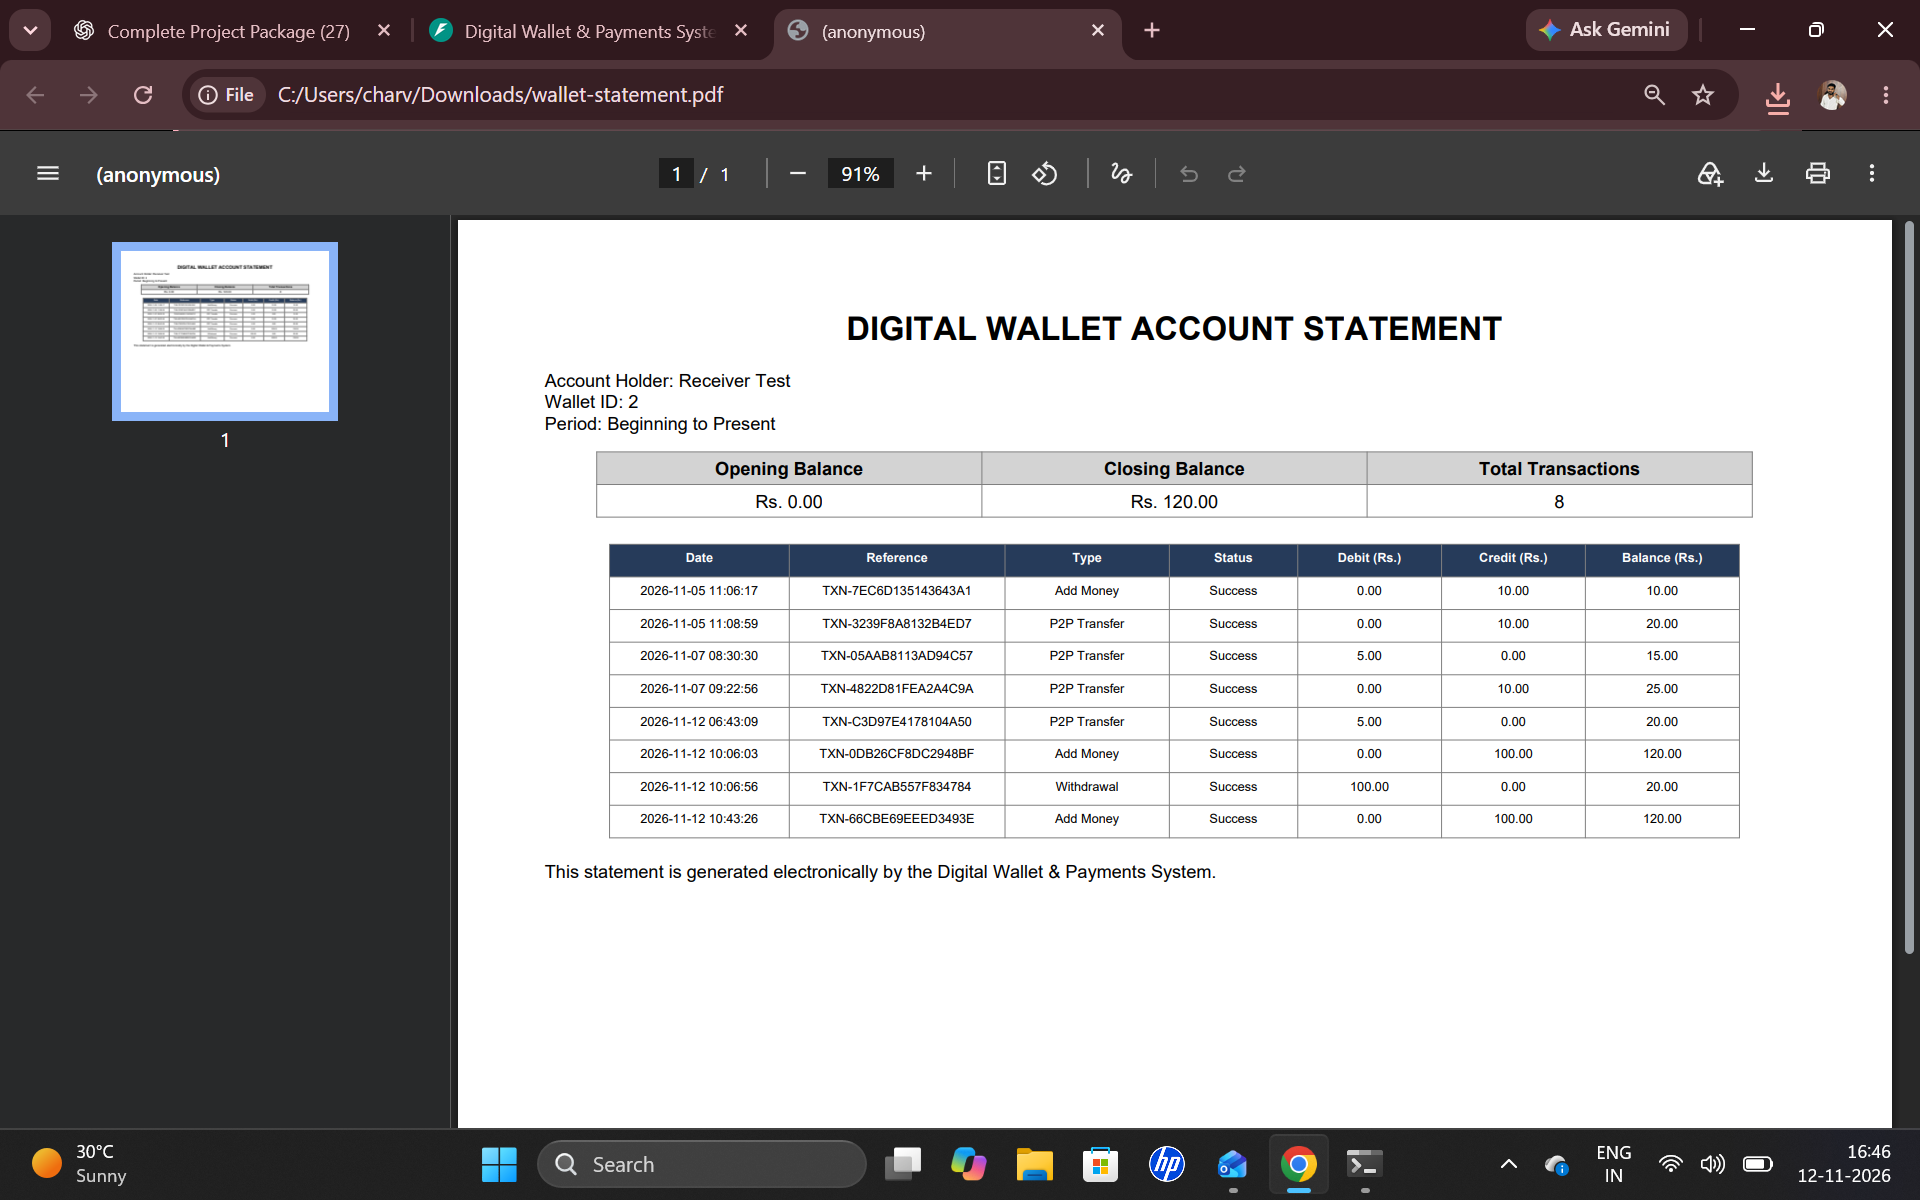 Complete Project Package (27)
Digital Wallet & Payments Syste
(anonymous)
Ask Gemini
File
C:/Users/charv/Downloads/wallet-statement.pdf
(anonymous)
1 / 1
91%
DIGITAL WALLET ACCOUNT STATEMENT
Account Holder: Receiver Test
Wallet ID: 2
Period: Beginning to Present
Opening Balance Closing Balance Total Transactions
Rs. 0.00 Rs. 120.00 8
Date Reference Type Status Debit (Rs.) Credit (Rs.) Balance (Rs.)
2026-11-05 11:06:17 TXN-7EC6D135143643A1 Add Money Success 0.00 10.00 10.00
2026-11-05 11:08:59 TXN-3239F8A8132B4ED7 P2P Transfer Success 0.00 10.00 20.00
2026-11-07 08:30:30 TXN-05AAB8113AD94C57 P2P Transfer Success 5.00 0.00 15.00
2026-11-07 09:22:56 TXN-4822D81FEA2A4C9A P2P Transfer Success 0.00 10.00 25.00
2026-11-12 06:43:09 TXN-C3D97E4178104A50 P2P Transfer Success 5.00 0.00 20.00
2026-11-12 10:06:03 TXN-0DB26CF8DC2948BF Add Money Success 0.00 100.00 120.00
2026-11-12 10:06:56 TXN-1F7CAB557F834784 Withdrawal Success 100.00 0.00 20.00
2026-11-12 10:43:26 TXN-66CBE69EEED3493E Add Money Success 0.00 100.00 120.00
This statement is generated electronically by the Digital Wallet & Payments System.
1
30°C
Sunny
Search
hp
ENG
IN
16:46
12-11-2026